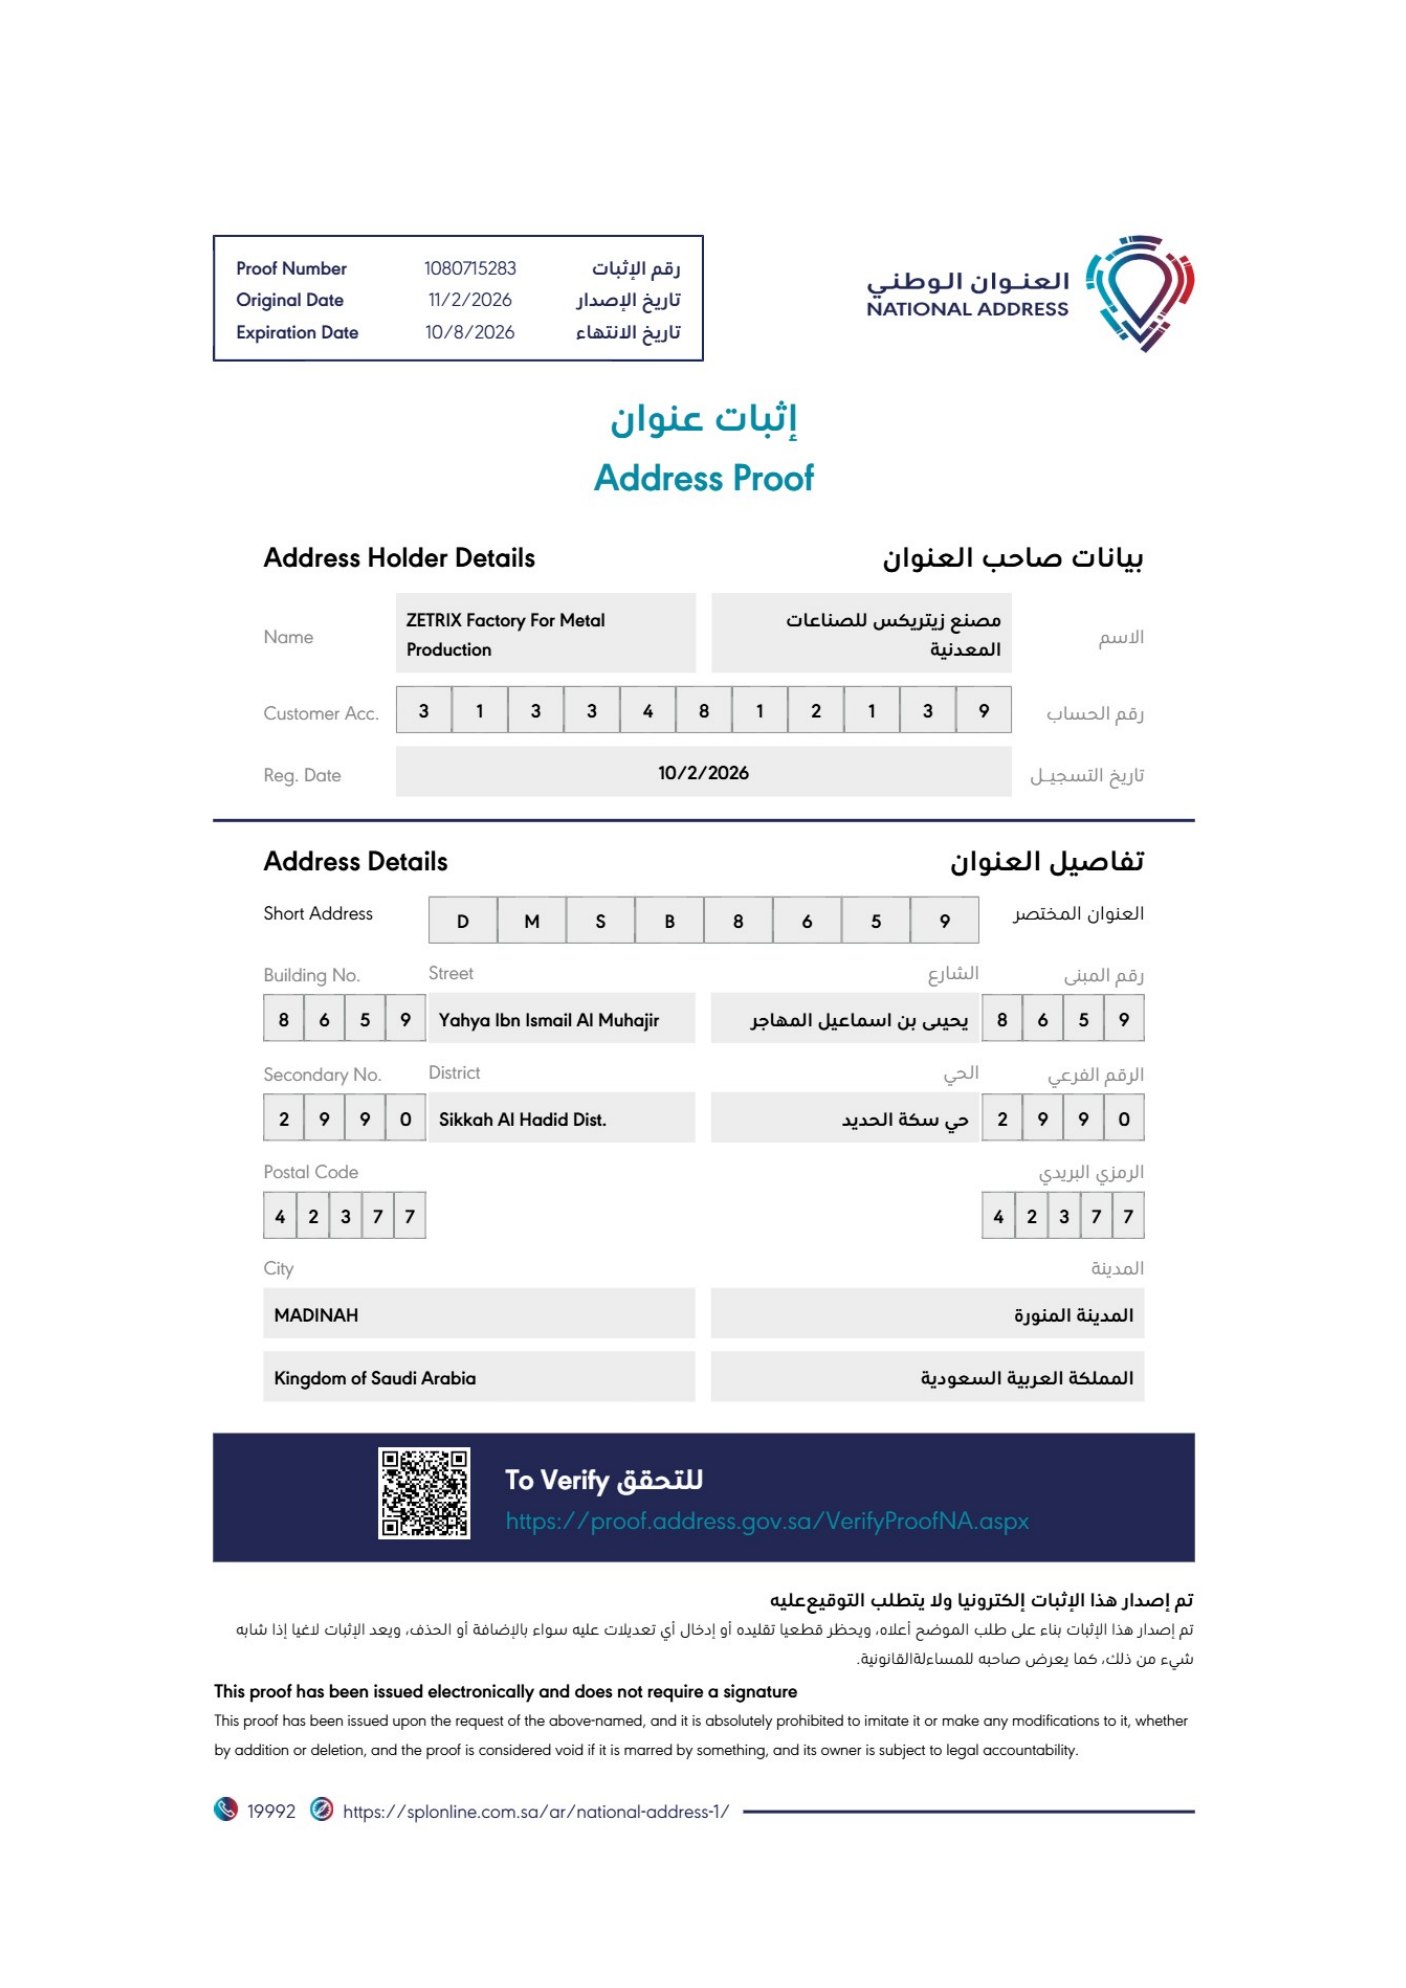 Proof Number 1080715283 رقم الإثبات
Original Date 11/2/2026 تاريخ الإصدار
Expiration Date 10/8/2026 تاريخ الانتهاء
العنـوان الـوطنـي
NATIONAL ADDRESS
إثبات عنوان
Address Proof
Address Holder Details بيانات صاحب العنوان
Name ZETRIX Factory For Metal Production مصنع زيتريكس للصناعات المعدنية الاسم
Customer Acc. 3 1 3 3 4 8 1 2 1 3 9 رقم الحساب
Reg. Date 10/2/2026 تاريخ التسجيـل
Address Details تفاصيل العنوان
Short Address D M S B 8 6 5 9 العنوان المختصر
Building No. Street الشارع رقم المبنى
8 6 5 9 Yahya Ibn Ismail Al Muhajir يحيىى بن اسماعيل المهاجر 8 6 5 9
Secondary No. District الحي الرقم الفرعي
2 9 9 0 Sikkah Al Hadid Dist. حي سكة الحديد 2 9 9 0
Postal Code الرمزي البريدي
4 2 3 7 7 4 2 3 7 7
City المدينة
MADINAH المدينة المنورة
Kingdom of Saudi Arabia المملكة العربية السعودية
To Verify للتحقق
https://proof.address.gov.sa/VerifyProofNA.aspx
تم إصدار هذا الإثبات إلكترونيا ولا يتطلب التوقيع‌عليه
تم إصدار هذا الإثبات بناء على طلب الموضح أعلاه، ويحظر قطعيا تقليده أو إدخال أي تعديلات عليه سواء بالإضافة أو الحذف، ويعد الإثبات لاغيا إذا شابه
شيء من ذلك، كما يعرض صاحبه للمساءلةالقانونية.
This proof has been issued electronically and does not require a signature
This proof has been issued upon the request of the above-named, and it is absolutely prohibited to imitate it or make any modifications to it, whether
by addition or deletion, and the proof is considered void if it is marred by something, and its owner is subject to legal accountability.
19992 https://splonline.com.sa/ar/national-address-1/